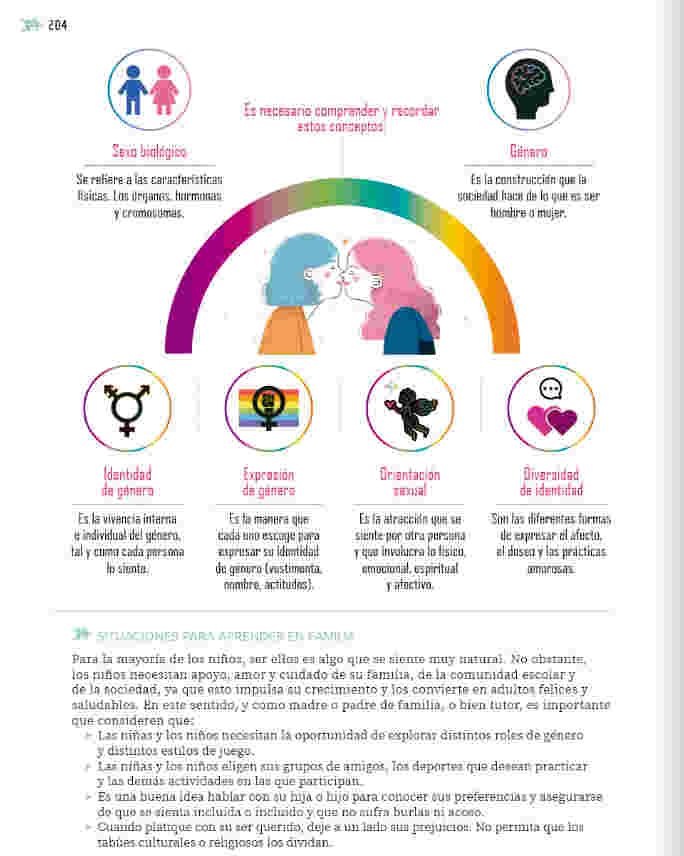 204
Es necesario comprender y recordar
estos conceptos
Sexo biológico
Se refiere a las características
físicas. Los órganos, hormonas
y cromosomas.
Género
Es la construcción que la
sociedad hace de lo que es ser
hombre o mujer.
Identidad
de género
Es la vivencia interna
e individual del género,
tal y como cada persona
lo siente.
Expresión
de género
Es la manera que
cada uno escoge para
expresar su identidad
de género (vestimenta,
nombre, actitudes).
Orientación
sexual
Es la atracción que se
siente por otra persona
y que involucra lo físico,
emocional, espiritual
y afectivo.
Diversidad
de identidad
Son las diferentes formas
de expresar el afecto,
el deseo y las prácticas
amorosas.
SITUACIONES PARA APRENDER EN FAMILIA
Para la mayoría de los niños, ser ellos es algo que se siente muy natural. No obstante,
los niños necesitan apoyo, amor y cuidado de su familia, de la comunidad escolar y
de la sociedad, ya que esto impulsa su crecimiento y los convierte en adultos felices y
saludables. En este sentido, y como madre o padre de familia, o bien tutor, es importante
que consideren que:
Las niñas y los niños necesitan la oportunidad de explorar distintos roles de género
y distintos estilos de juego.
Las niñas y los niños eligen sus grupos de amigos, los deportes que desean practicar
y las demás actividades en las que participan.
Es una buena idea hablar con su hija o hijo para conocer sus preferencias y asegurarse
de que se sienta incluida o incluido y que no sufra burlas ni acoso.
Cuando platique con su ser querido, deje a un lado sus prejuicios. No permita que los
tabúes culturales o religiosos los dividan.